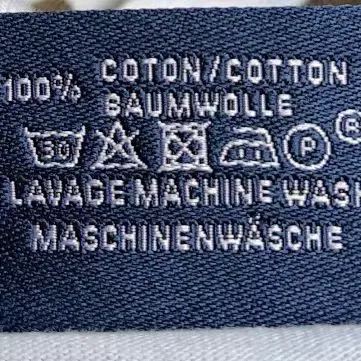 100% COTON/COTTON
BAUMWOLLE
30 P ®
LAVAGE MACHINE WASH
MASCHINENWÄSCHE